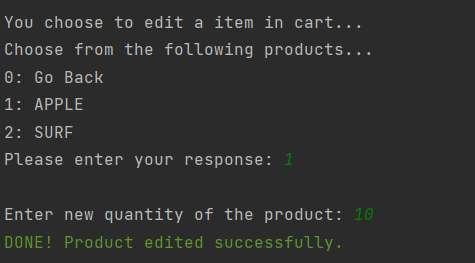 You choose to edit a item in cart...
Choose from the following products...
0: Go Back
1: APPLE
2: SURF
Please enter your response: 1
Enter new quantity of the product: 10
DONE! Product edited successfully.